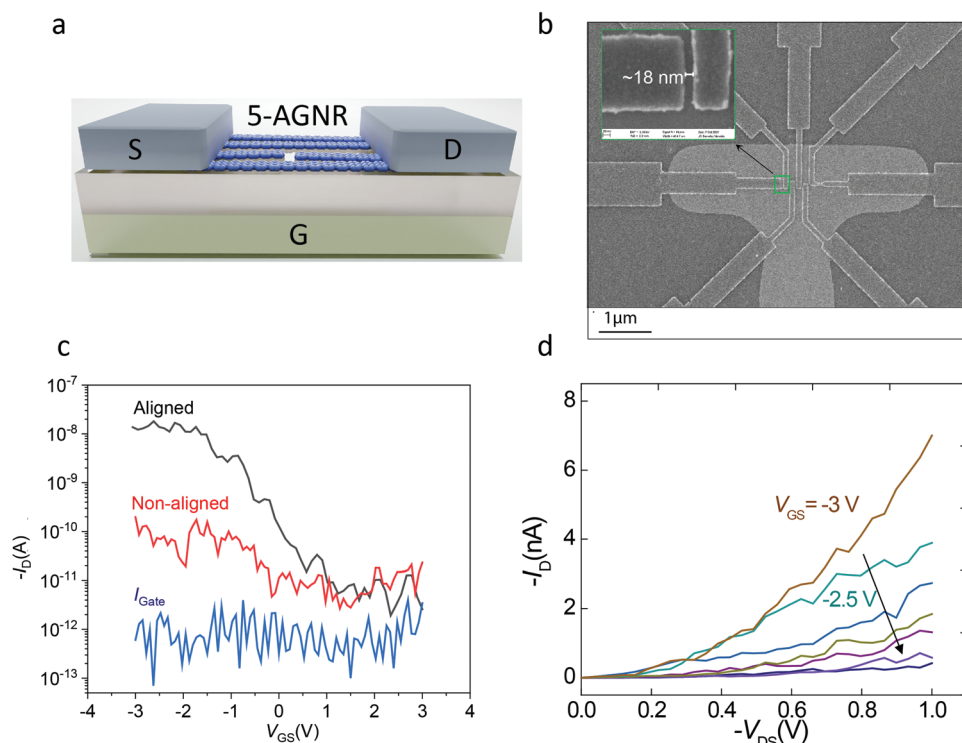 a
5-AGNR
S
D
G
b
~18 nm
1µm
c
10⁻⁷
10⁻⁸
10⁻⁹
10⁻¹⁰
10⁻¹¹
10⁻¹²
10⁻¹³
-I_D(A)
Aligned
Non-aligned
I_Gate
-4
-3
-2
-1
0
1
2
3
4
V_GS(V)
d
8
6
4
2
0
-I_D(nA)
V_GS= -3 V
-2.5 V
0.0
0.2
0.4
0.6
0.8
1.0
-V_DS(V)